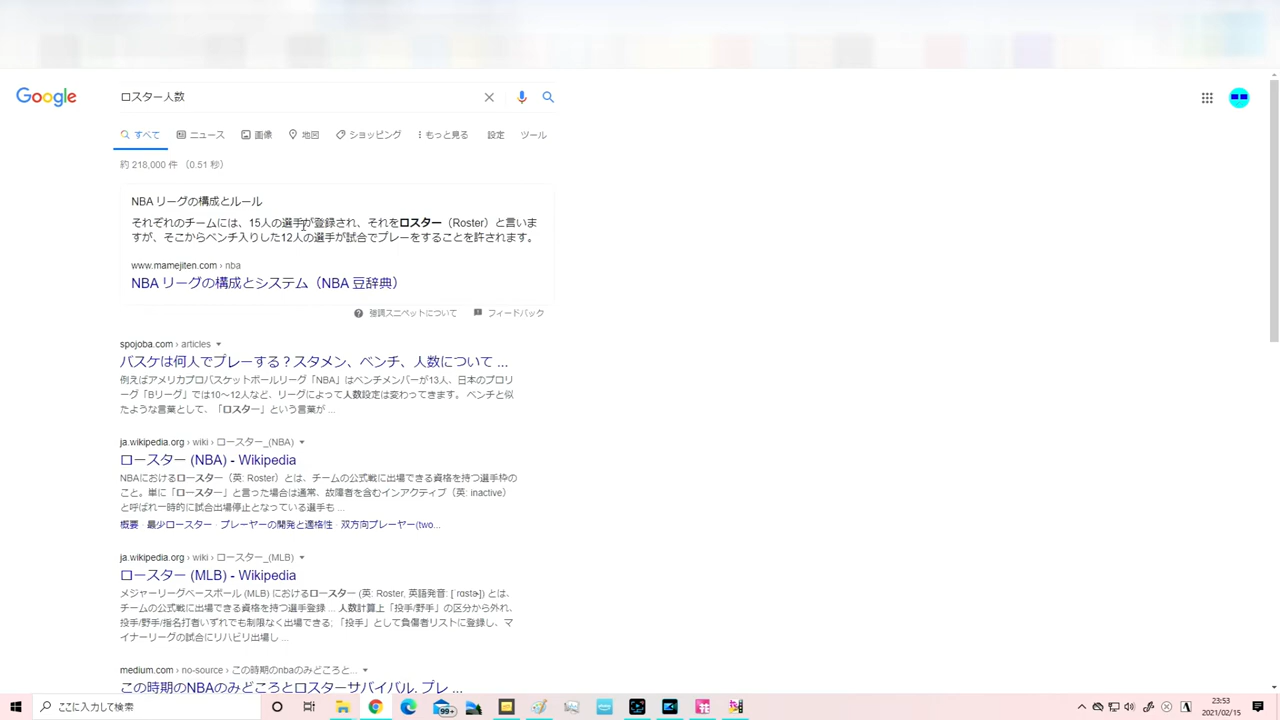 Google
ロスター人数
すべて ニュース 画像 地図 ショッピング もっと見る 設定 ツール
約 218,000 件 （0.51 秒）
NBA リーグの構成とルール
それぞれのチームには、15人の選手が登録され、それをロスター（Roster）と言いま
すが、そこからベンチ入りした12人の選手が試合でプレーをすることを許されます。
www.mamejiten.com › nba
NBA リーグの構成とシステム（NBA 豆辞典）
強調スニペットについて フィードバック
spojoba.com › articles
バスケは何人でプレーする？スタメン、ベンチ、人数について ...
例えばアメリカプロバスケットボールリーグ「NBA」はベンチメンバーが13人、日本のプロリ
ーグ「Bリーグ」では10〜12人など、リーグによって人数設定は変わってきます。 ベンチと似
たような言葉として、「ロスター」という言葉が ...
ja.wikipedia.org › wiki › ロースター_(NBA)
ロースター (NBA) - Wikipedia
NBAにおけるロースター（英: Roster）とは、チームの公式戦に出場できる資格を持つ選手枠の
こと。単に「ロースター」と言った場合は通常、故障者を含むインアクティブ（英: inactive）
と呼ばれ一時的に試合出場停止となっている選手も ...
概要 · 最少ロースター · プレーヤーの開発と適格性 · 双方向プレーヤー(two...
ja.wikipedia.org › wiki › ロースター_(MLB)
ロースター (MLB) - Wikipedia
メジャーリーグベースボール (MLB) におけるロースター (英: Roster, 英語発音: [ˈrɑstɚ]) とは、
チームの公式戦に出場できる資格を持つ選手登録 ... 人数計算上「投手/野手」の区分から外れ、
投手/野手/指名打者いずれでも制限なく出場できる; 「投手」として負傷者リストに登録し、マ
イナーリーグの試合にリハビリ出場し ...
medium.com › no-source › この時期のnbaのみどころと...
この時期のNBAのみどころとロスターサバイバル. プレ ...
ここに入力して検索
99+
A
23:53
2021/02/15